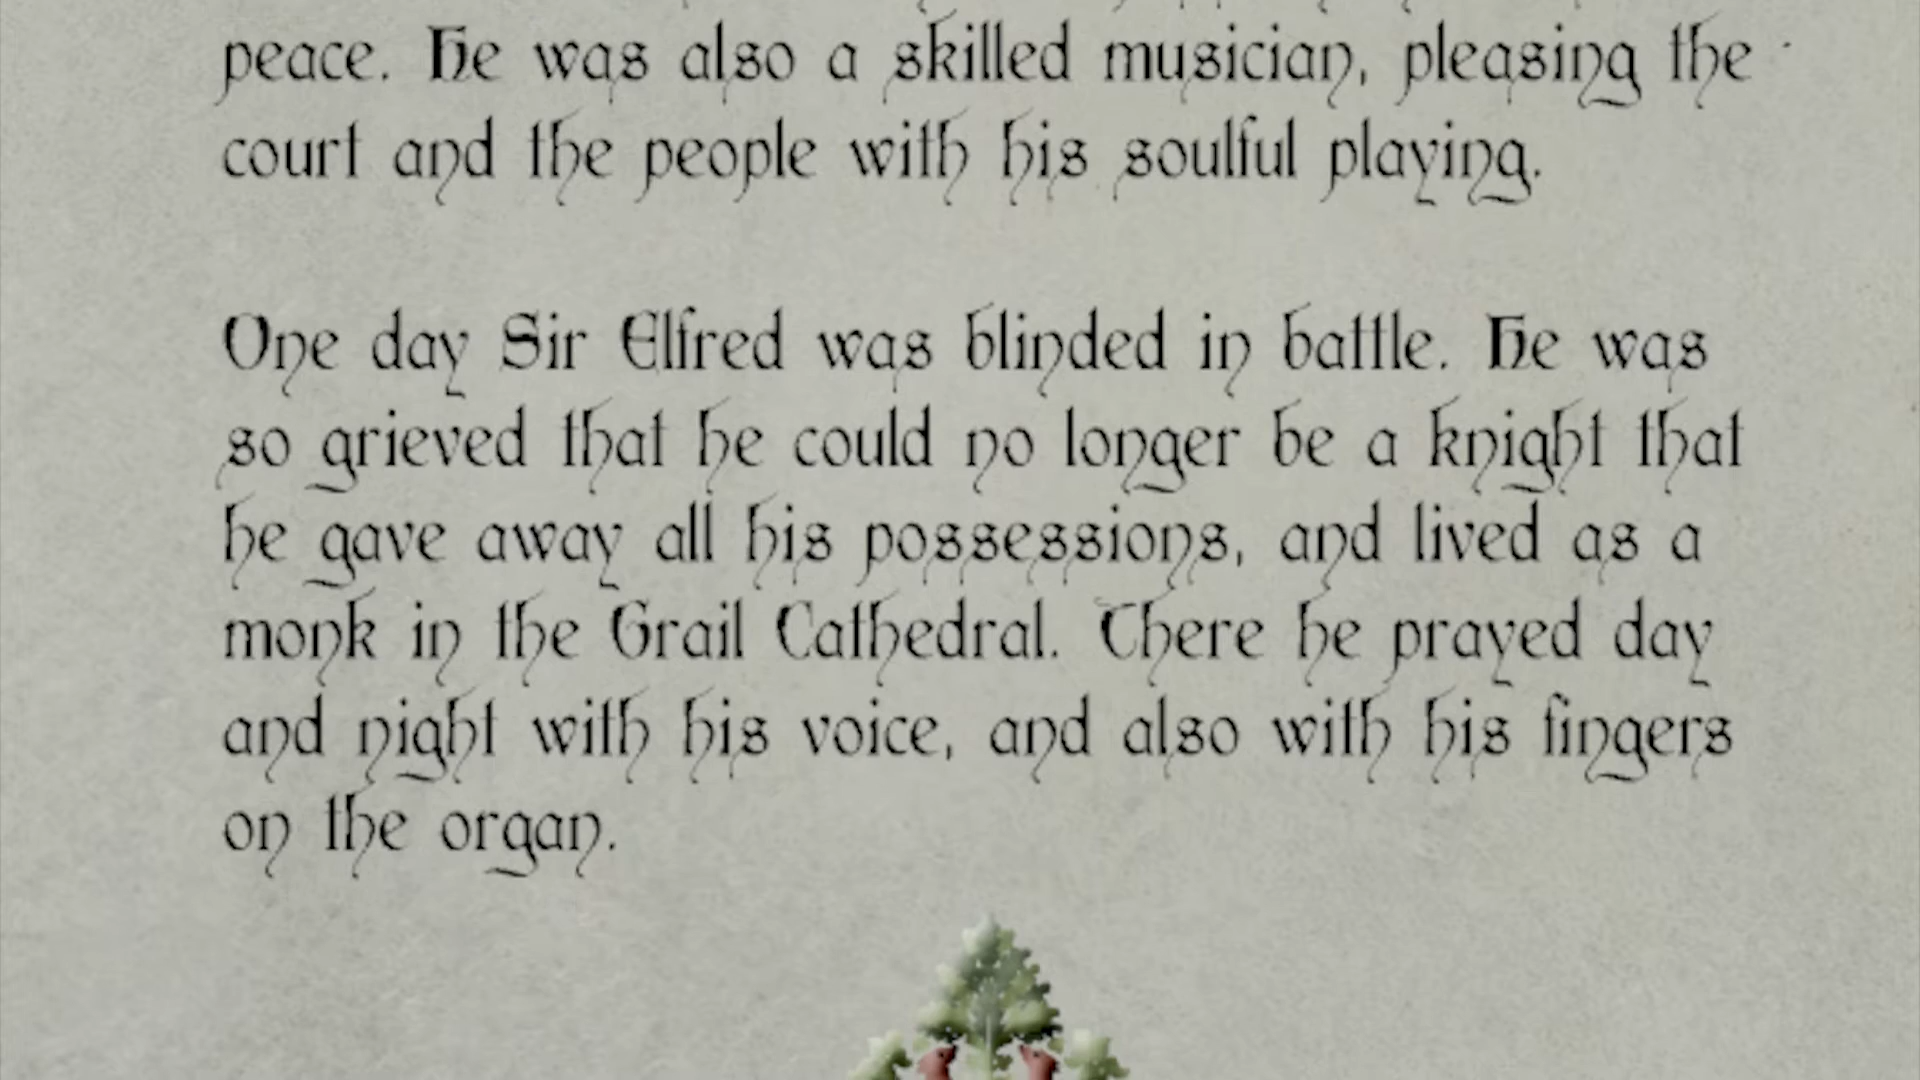 peace. He was also a skilled musician, pleasing the
court and the people with his soulful playing.
One day Sir Elfred was blinded in battle. He was
so grieved that he could no longer be a knight that
he gave away all his possessions, and lived as a
monk in the Grail Cathedral. There he prayed day
and night with his voice, and also with his fingers
on the organ.